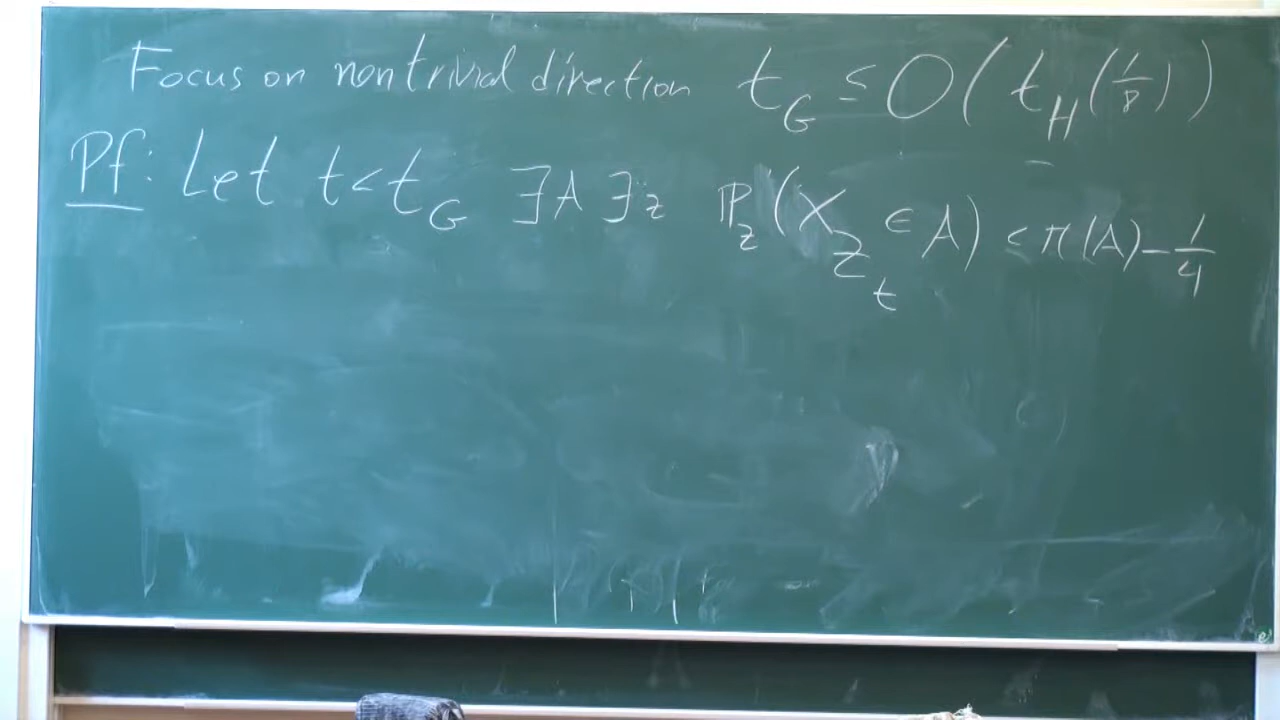 Focus on nontrivial direction t_G ≤ O(t_H(1/8))
Pf: Let t < t_G ∃A ∃z ℙ_z(X_{Z_t} ∈ A) < π(A) - 1/4